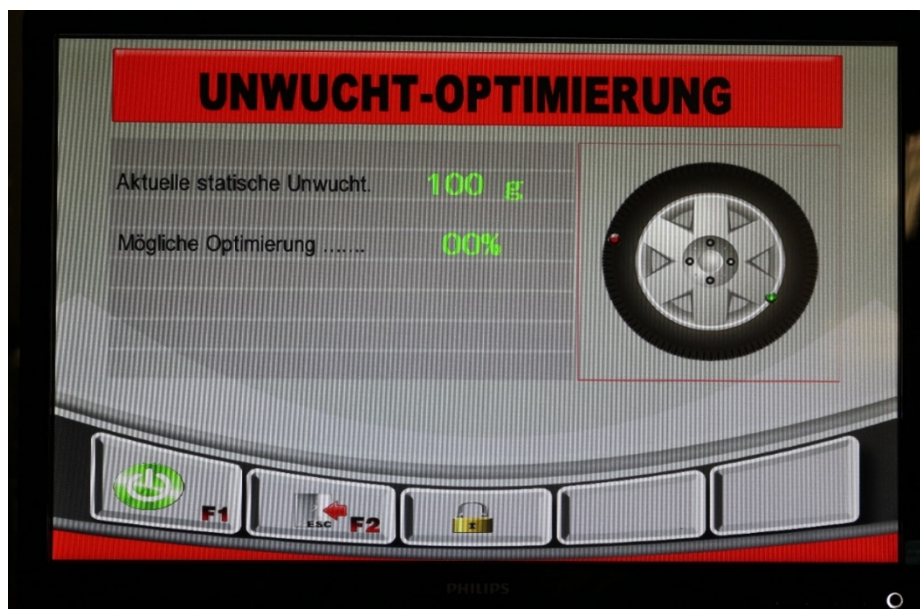 UNWUCHT-OPTIMIERUNG
Aktuelle statische Unwucht. 100 g
Mögliche Optimierung ....... 00%
F1
ESC F2
PHILIPS